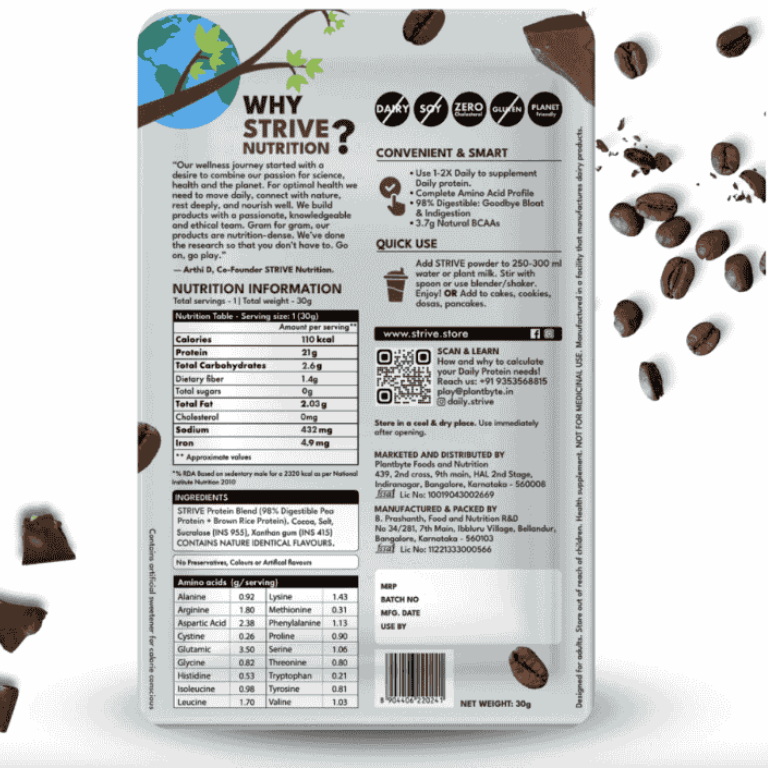 WHY
STRIVE
NUTRITION ?
"Our wellness journey started with a
desire to combine our passion for science,
health and the planet. For optimal health we
need to move daily, connect with nature,
rest deeply, and nourish well. We build
products with a passionate, knowledgeable
and ethical team. Gram for gram, our
products are nutrition-dense. We've done
the research so that you don't have to. Go
on, go play."
— Arthi D, Co-Founder STRIVE Nutrition.
NUTRITION INFORMATION
Total servings - 1 | Total weight - 30g
Nutrition Table - Serving size: 1 (30g)
Amount per serving**
Calories 110 kcal
Protein 21g
Total Carbohydrates 2.6g
Dietary fiber 1.4g
Total sugars 0g
Total Fat 2.03g
Cholesterol 0mg
Sodium 432 mg
Iron 4.9 mg
** Approximate values
*% RDA Based on sedentary male for a 2320 kcal as per National
Institute Nutrition 2010
INGREDIENTS
STRIVE Protein Blend (98% Digestible Pea
Protein + Brown Rice Protein), Cocoa, Salt,
Sucralose (INS 955), Xanthan gum (INS 415)
CONTAINS NATURE IDENTICAL FLAVOURS.
No Preservatives, Colours or Artifical flavours
Amino acids (g/serving)
Alanine 0.92 Lysine 1.43
Arginine 1.80 Methionine 0.31
Aspartic Acid 2.38 Phenylalanine 1.13
Cystine 0.26 Proline 0.90
Glutamic 3.50 Serine 1.06
Glycine 0.82 Threonine 0.80
Histidine 0.53 Tryptophan 0.21
Isoleucine 0.98 Tyrosine 0.81
Leucine 1.70 Valine 1.03
Contains artificial sweetener for calorie conscious
DAIRY SOY ZERO Cholesterol GLUTEN PLANET friendly
CONVENIENT & SMART
• Use 1-2X Daily to supplement
Daily protein.
• Complete Amino Acid Profile
• 98% Digestible: Goodbye Bloat
& Indigestion
• 3.7g Natural BCAAs
QUICK USE
Add STRIVE powder to 250-300 ml
water or plant milk. Stir with
spoon or use blender/shaker.
Enjoy! OR Add to cakes, cookies,
dosas, pancakes.
www.strive.store
SCAN & LEARN
How and why to calculate
your Daily Protein needs!
Reach us: +91 9353568815
play@plantbyte.in
daily.strive
Store in a cool & dry place. Use immediately
after opening.
MARKETED AND DISTRIBUTED BY
Plantbyte Foods and Nutrition
439, 2nd cross, 9th main, HAL 2nd Stage,
Indiranagar, Bangalore, Karnataka - 560008
fssai Lic No: 10019043002669
MANUFACTURED & PACKED BY
B. Prashanth, Food and Nutrition R&D
No 34/281, 7th Main, Ibbluru Village, Bellandur,
Bangalore, Karnataka - 560103
fssai Lic No: 11221333000566
MRP
BATCH NO
MFG. DATE
USE BY
8 904406 220241
NET WEIGHT: 30g
Designed for adults. Store out of reach of children. Health supplement. NOT FOR MEDICINAL USE. Manufactured in a facility that manufactures dairy products.